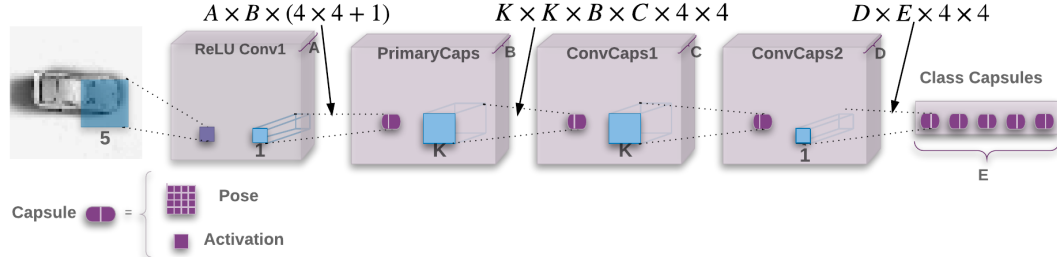 A × B × (4 × 4 + 1)
K × K × B × C × 4 × 4
D × E × 4 × 4
ReLU Conv1
A
PrimaryCaps
B
ConvCaps1
C
ConvCaps2
D
Class Capsules
5
1
K
K
1
E
Capsule
=
Pose
Activation